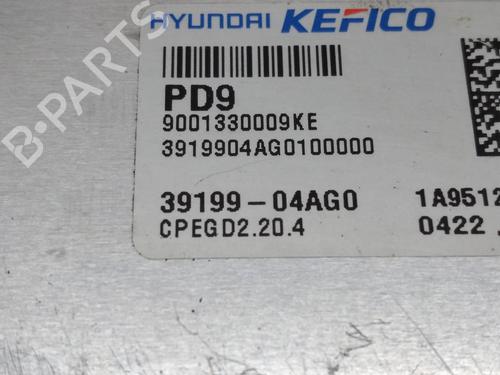 HYUNDAI KEFICO
PD9
9001330009KE
3919904AG0100000
39199-04AG0 1A9512
CPEGD2.20.4 0422
B-PARTS